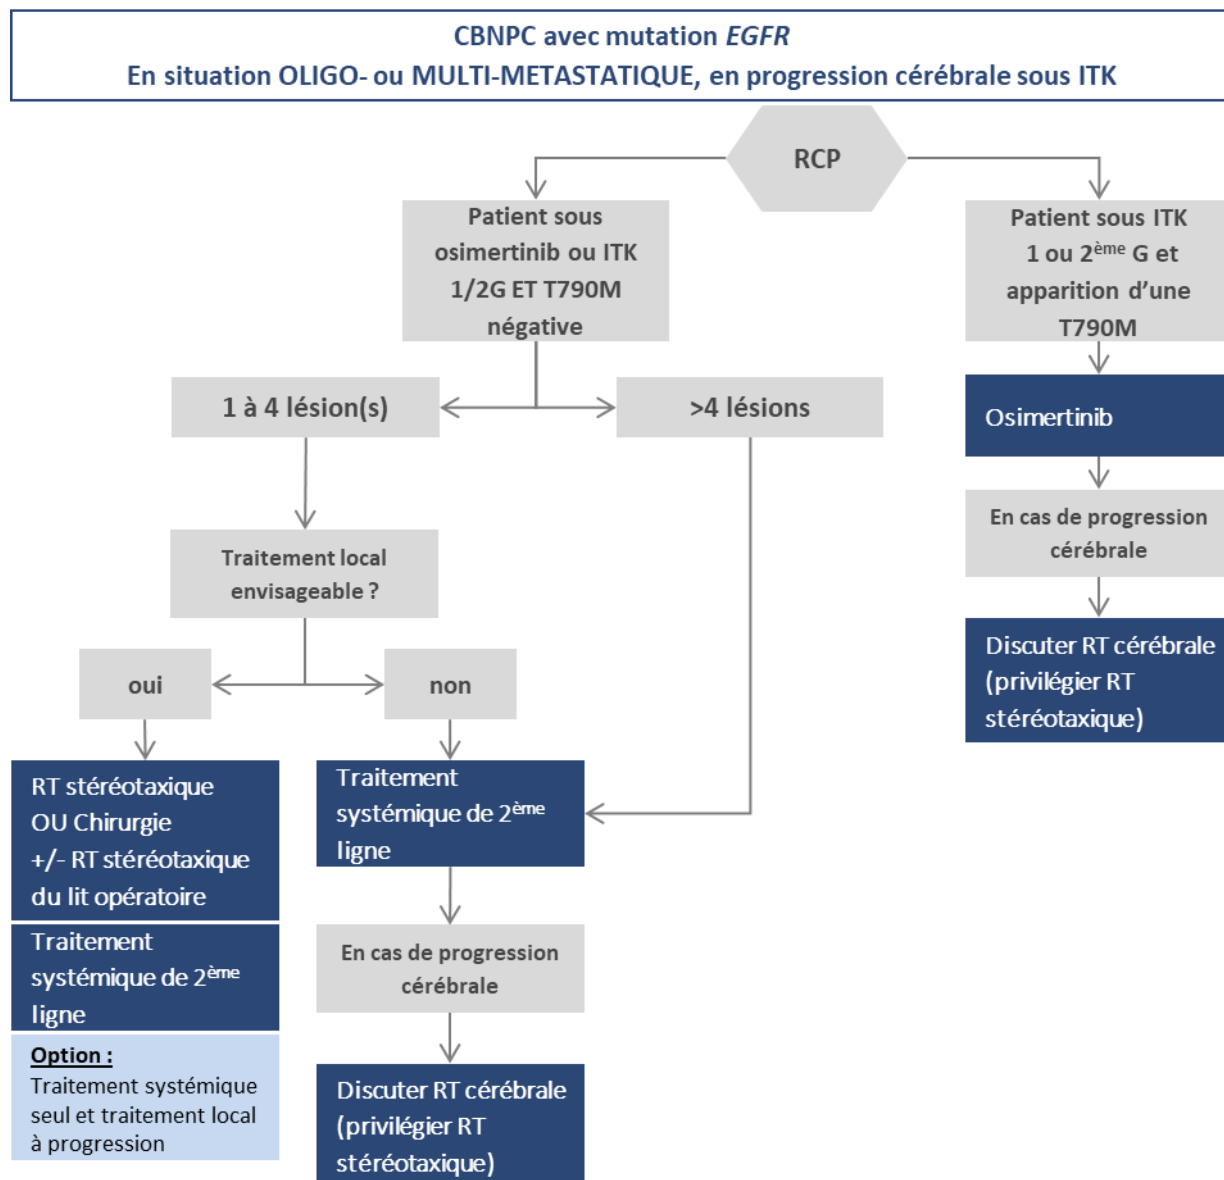 CBNPC avec mutation EGFR
En situation OLIGO- ou MULTI-METASTATIQUE, en progression cérébrale sous ITK
RCP
Patient sous
osimertinib ou ITK
1/2G ET T790M
négative
Patient sous ITK
1 ou 2ème G et
apparition d'une
T790M
1 à 4 lésion(s)
>4 lésions
Osimertinib
En cas de progression
cérébrale
Traitement local
envisageable ?
Discuter RT cérébrale
(privilégier RT
stéréotaxique)
oui
non
RT stéréotaxique
OU Chirurgie
+/- RT stéréotaxique
du lit opératoire
Traitement
systémique de 2ème
ligne
Option :
Traitement systémique
seul et traitement local
à progression
Traitement
systémique de 2ème
ligne
En cas de progression
cérébrale
Discuter RT cérébrale
(privilégier RT
stéréotaxique)